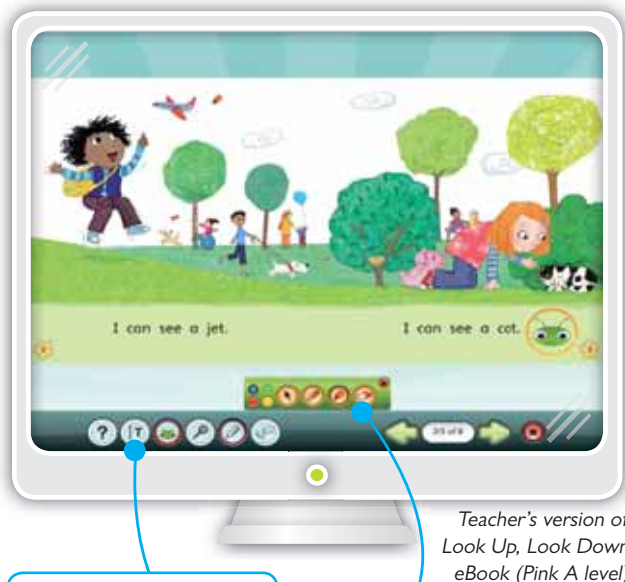 I can see a jet.
I can see a cat.
?
T
2/3 of 8
Teacher's version of
Look Up, Look Down
eBook (Pink A level)